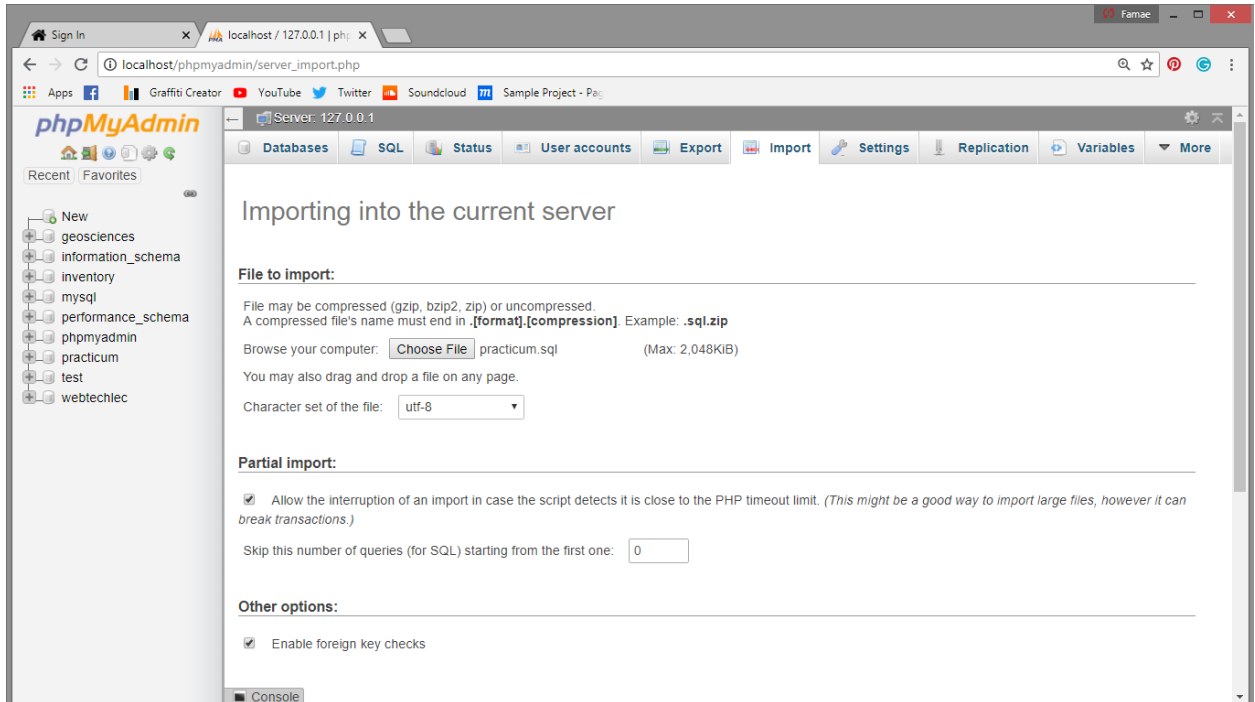 Famae
Sign In
localhost / 127.0.0.1 | php
localhost/phpmyadmin/server_import.php
Apps Graffiti Creator YouTube Twitter Soundcloud Sample Project - Pag
phpMyAdmin
Recent Favorites
New
geosciences
information_schema
inventory
mysql
performance_schema
phpmyadmin
practicum
test
webtechlec
Server: 127.0.0.1
Databases SQL Status User accounts Export Import Settings Replication Variables More
Importing into the current server
File to import:
File may be compressed (gzip, bzip2, zip) or uncompressed.
A compressed file's name must end in .[format].[compression]. Example: .sql.zip
Browse your computer: Choose File practicum.sql (Max: 2,048KiB)
You may also drag and drop a file on any page.
Character set of the file: utf-8
Partial import:
Allow the interruption of an import in case the script detects it is close to the PHP timeout limit. (This might be a good way to import large files, however it can
break transactions.)
Skip this number of queries (for SQL) starting from the first one: 0
Other options:
Enable foreign key checks
Console